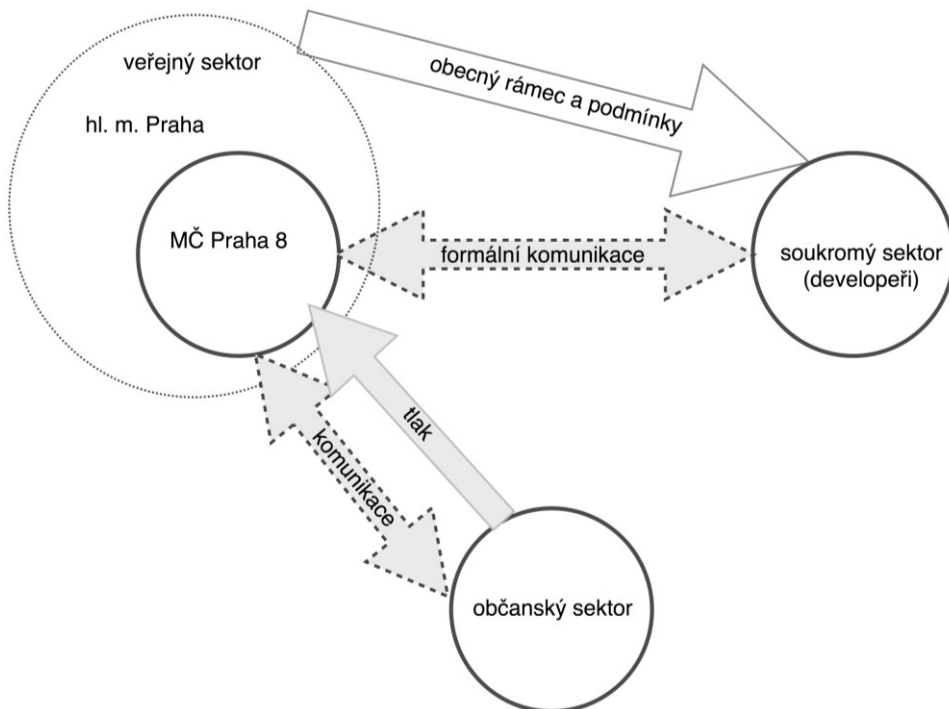 veřejný sektor
obecný rámec a podmínky
hl. m. Praha
MČ Praha 8
formální komunikace
soukromý sektor
(developeři)
tlak
komunikace
občanský sektor